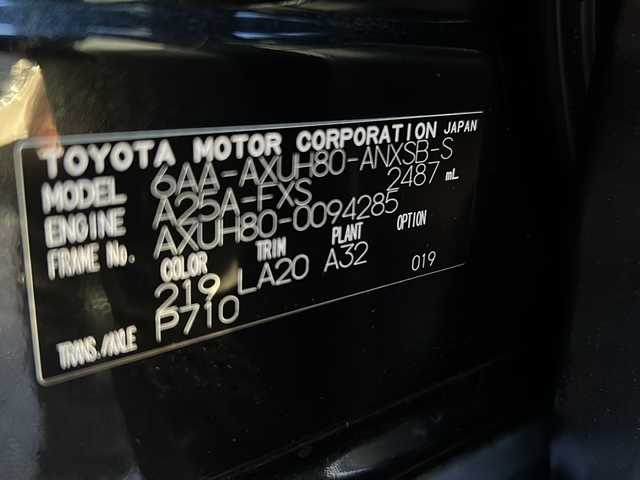 TOYOTA MOTOR CORPORATION JAPAN
MODEL 6AA-AXUH80-ANXSB-S
ENGINE A25A-FXS 2487 mL
FRAME No. AXUH80-0094285
COLOR TRIM PLANT OPTION
219 LA20 A32 019
TRANS./AXLE P710